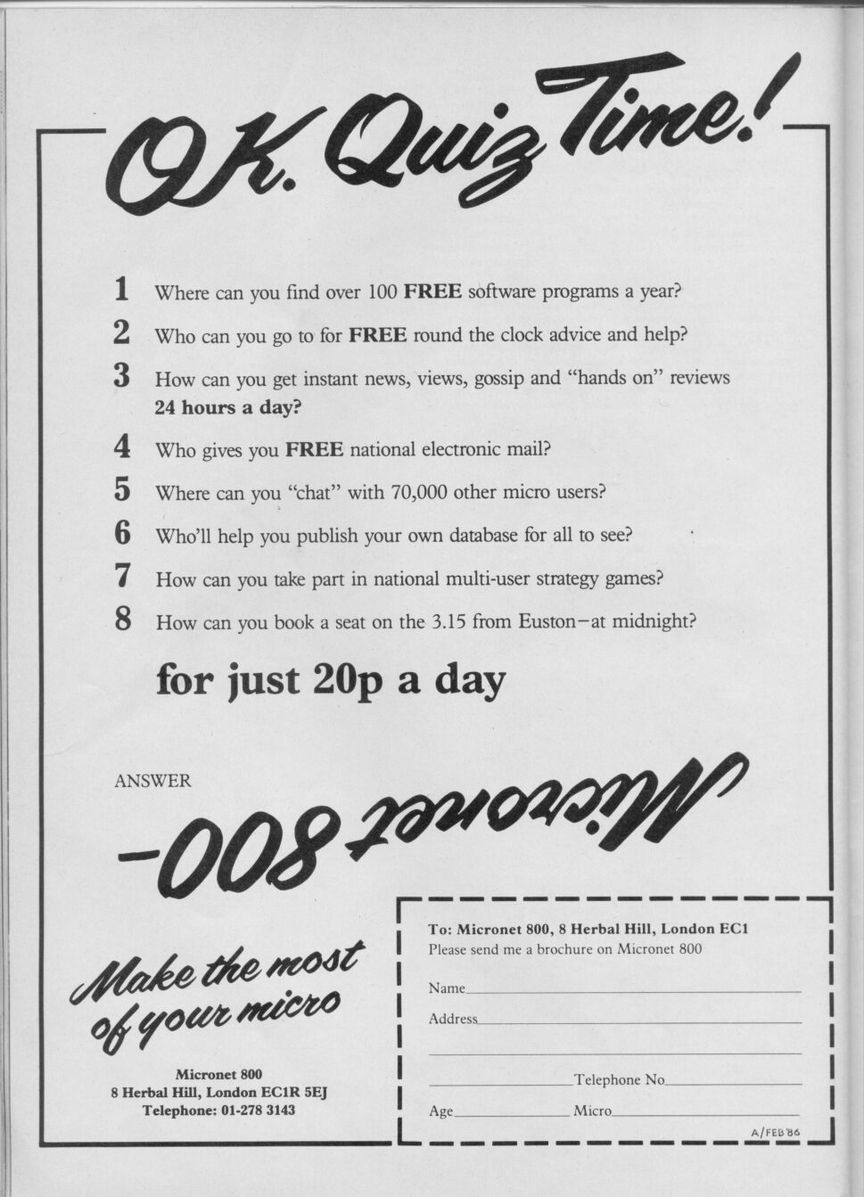 OK. Quiz Time!
1 Where can you find over 100 FREE software programs a year?
2 Who can you go to for FREE round the clock advice and help?
3 How can you get instant news, views, gossip and “hands on” reviews
24 hours a day?
4 Who gives you FREE national electronic mail?
5 Where can you “chat” with 70,000 other micro users?
6 Who’ll help you publish your own database for all to see?
7 How can you take part in national multi-user strategy games?
8 How can you book a seat on the 3.15 from Euston–at midnight?
for just 20p a day
ANSWER
Micronet 800–
Make the most
of your micro
Micronet 800
8 Herbal Hill, London EC1R 5EJ
Telephone: 01-278 3143
To: Micronet 800, 8 Herbal Hill, London EC1
Please send me a brochure on Micronet 800
Name
Address
Telephone No
Age Micro
A/FEB '86